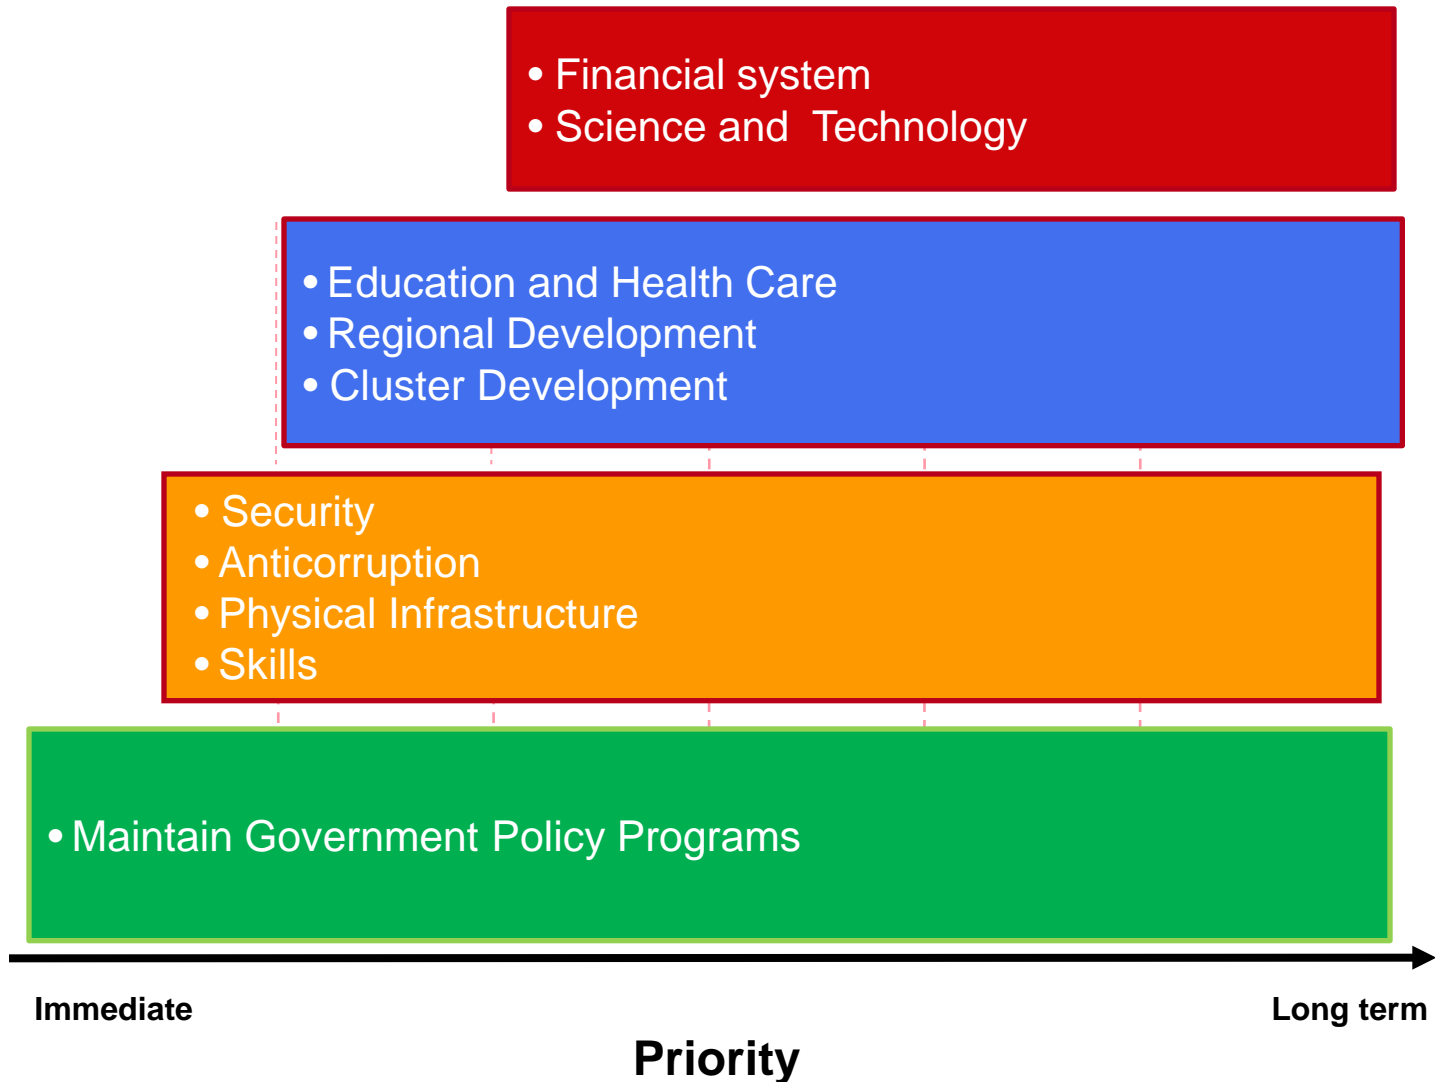 • Financial system
• Science and  Technology
• Education and Health Care
• Regional Development
• Cluster Development
• Security
• Anticorruption
• Physical Infrastructure
• Skills
• Maintain Government Policy Programs
Immediate
Long term
Priority